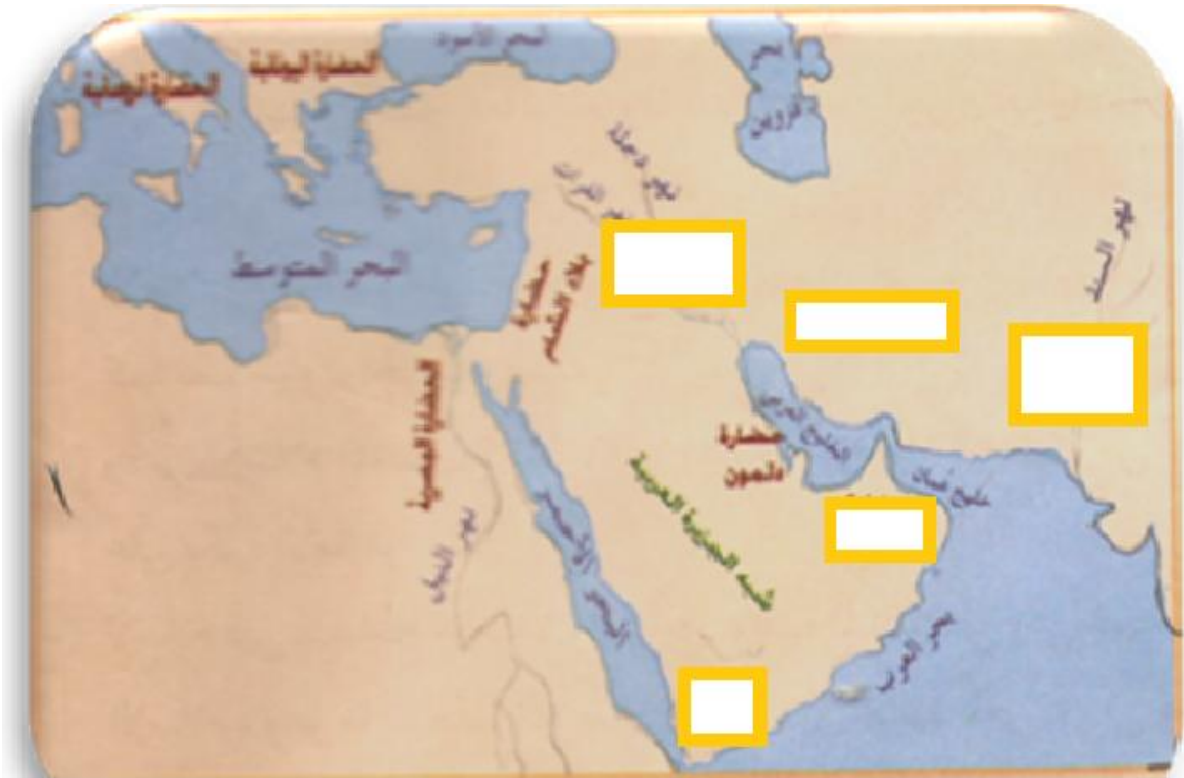 البحر الأسود
بحر
قزوين
الحضارة اليونانية
الحضارة الرومانية
نهر دجلة
نهر الفرات
نهر السند
البحر المتوسط
حضارة
بلاد الشام
الحضارة المصرية
نهر النيل
البحر الأحمر
شبه الجزيرة العربية
حضارة
دلمون
الخليج العربي
خليج عُمان
بحر العرب